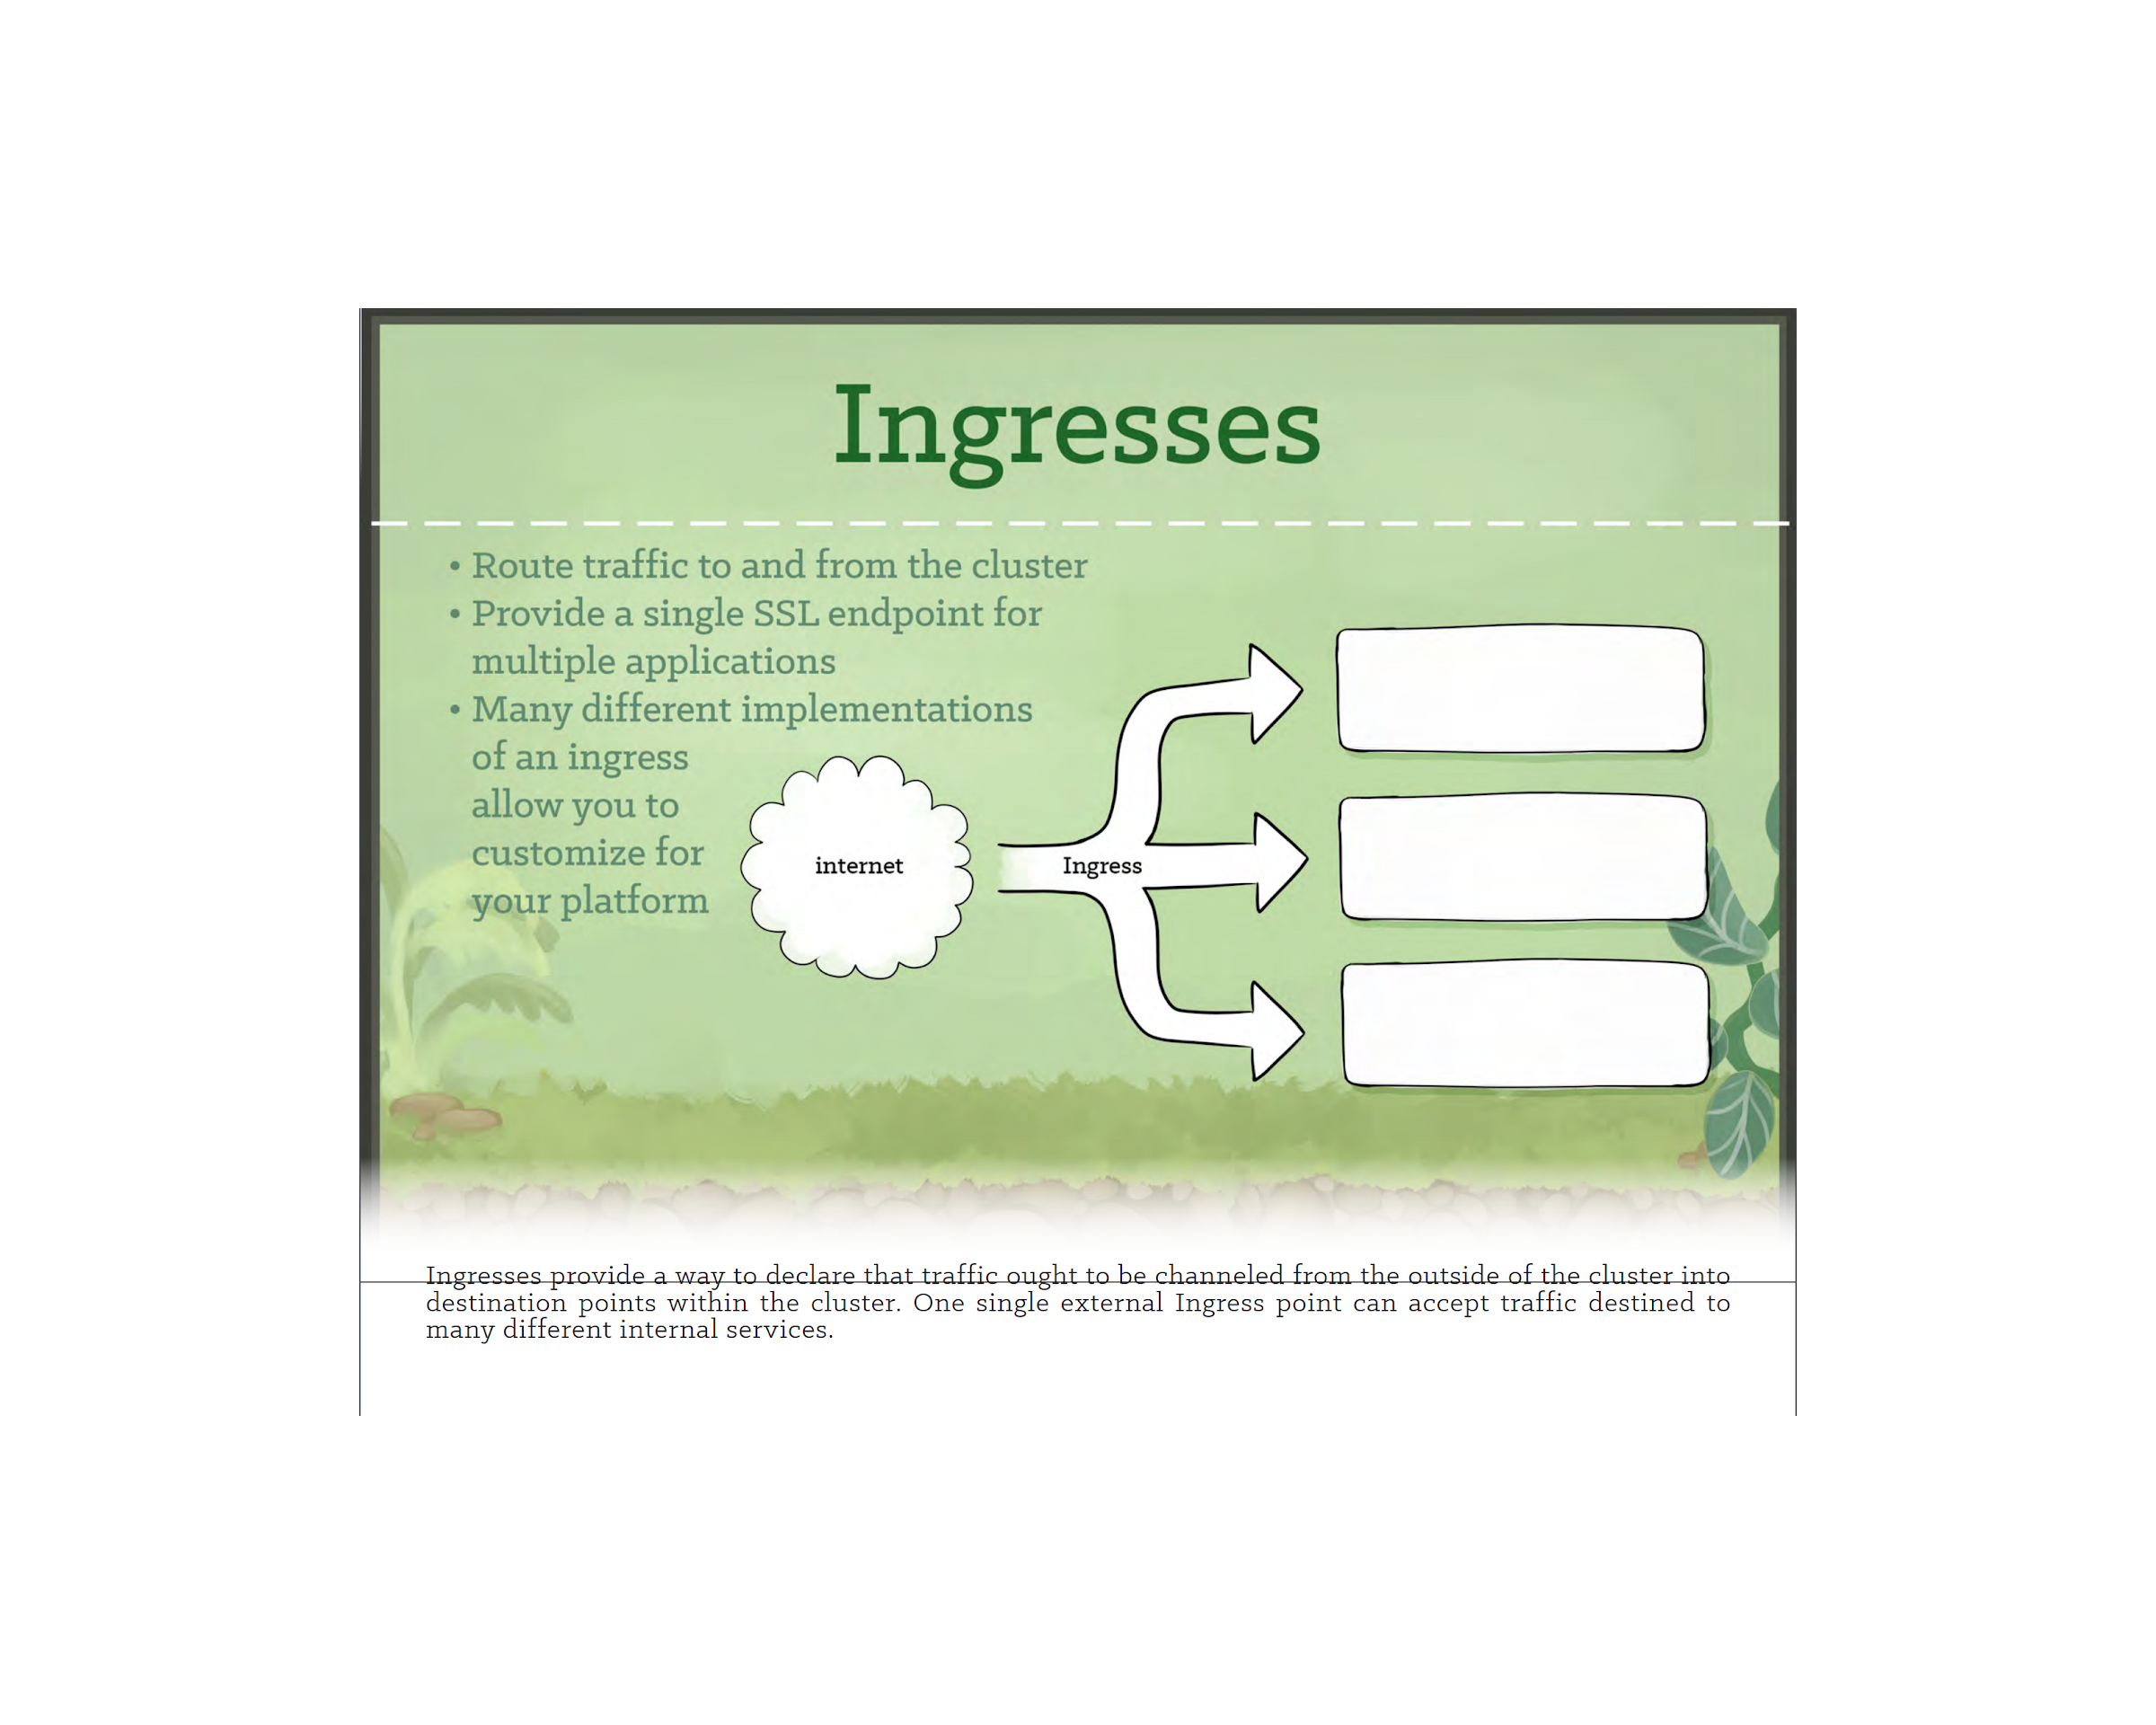 Ingresses
• Route traffic to and from the cluster
• Provide a single SSL endpoint for
multiple applications
• Many different implementations
of an ingress
allow you to
customize for
your platform
internet
Ingress
Ingresses provide a way to declare that traffic ought to be channeled from the outside of the cluster into
destination points within the cluster. One single external Ingress point can accept traffic destined to
many different internal services.